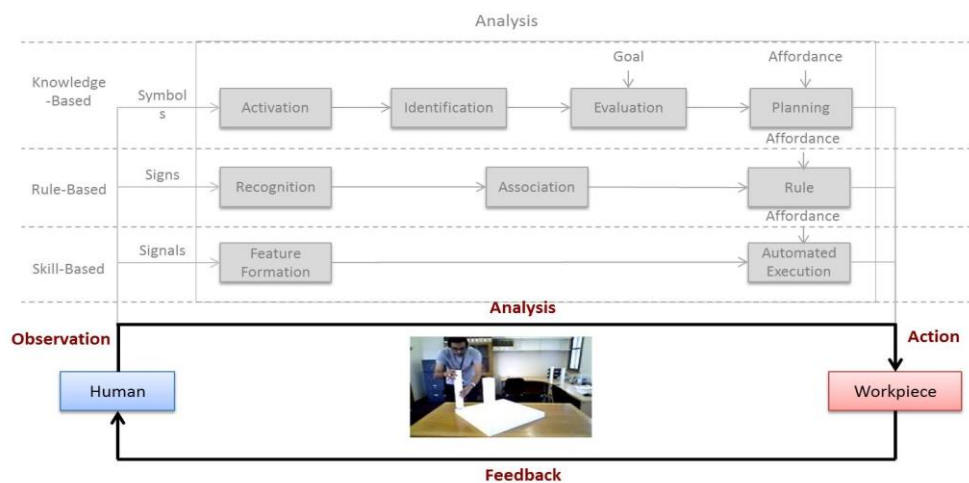 Analysis
Goal
Affordance
Knowledge
-Based
Symbol
s
Activation
Identification
Evaluation
Planning
Affordance
Rule-Based
Signs
Recognition
Association
Rule
Affordance
Skill-Based
Signals
Feature
Formation
Automated
Execution
Analysis
Observation
Action
Human
Workpiece
Feedback